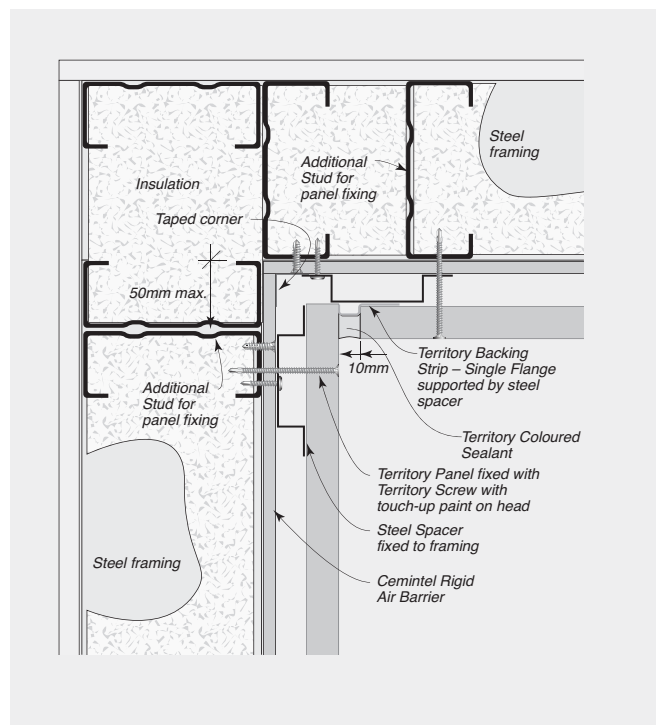 Steel
framing
Additional
Stud for
panel fixing
Insulation
Taped corner
50mm max.
10mm
Territory Backing
Strip – Single Flange
supported by steel
spacer
Additional
Stud for
panel fixing
Territory Coloured
Sealant
Territory Panel fixed with
Territory Screw with
touch-up paint on head
Steel Spacer
fixed to framing
Steel framing
Cemintel Rigid
Air Barrier